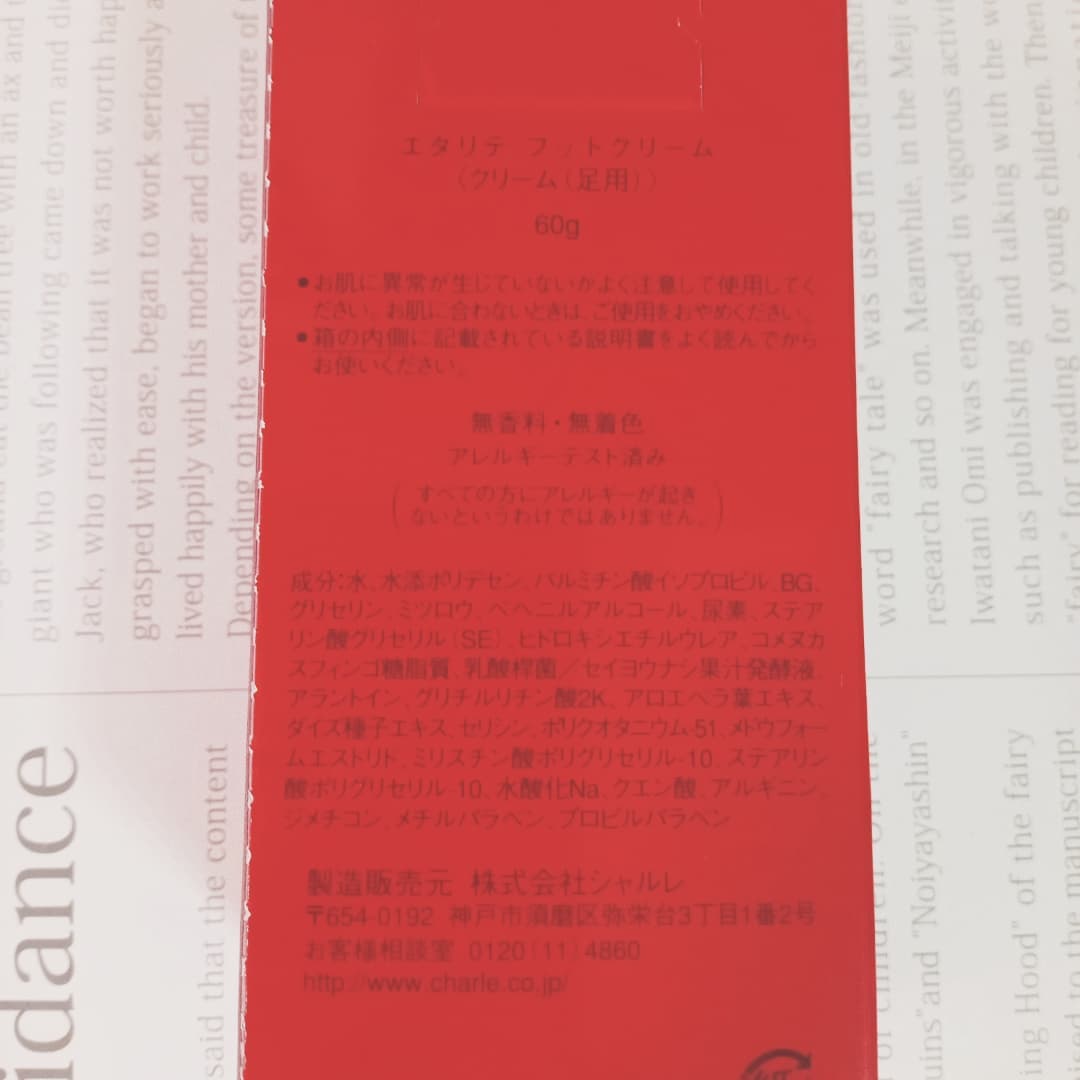 エタリテ フットクリーム
〈クリーム（足用）〉
60g
●お肌に異常が生じていないかよく注意して使用してく
ださい。お肌に合わないときは、ご使用をおやめください。
●箱の内側に記載されている説明書をよく読んでから
お使いください。
無香料・無着色
アレルギーテスト済み
（すべての方にアレルギーが起き
ないというわけではありません。）
成分：水、水添ポリデセン、パルミチン酸イソプロピル、BG、
グリセリン、ミツロウ、ベヘニルアルコール、尿素、ステア
リン酸グリセリル（SE）、ヒドロキシエチルウレア、コメヌカ
スフィンゴ糖脂質、乳酸桿菌／セイヨウナシ果汁発酵液、
アラントイン、グリチルリチン酸2K、アロエベラ葉エキス、
ダイズ種子エキス、セリシン、ポリクオタニウム-51、メドウフォー
ムエストリド、ミリスチン酸ポリグリセリル-10、ステアリン
酸ポリグリセリル-10、水酸化Na、クエン酸、アルギニン、
ジメチコン、メチルパラベン、プロピルパラベン
製造販売元 株式会社シャルレ
〒654-0192 神戸市須磨区弥栄台3丁目1番2号
お客様相談室 0120（11）4860
http://www.charle.co.jp/
giant who was following came down and
Jack, who realized that it was not worth
grasped with ease, began to work seriously
lived happily with his mother and child.
Depending on the version, some treasure of
idance
said that the content
word "fairy tale" was used in old
research and so on. Meanwhile, in the Meiji
Iwatani Omi was engaged in vigorous
such as publishing and talking with the
"fairy" for reading for young children. Then
uins"and "Noiyayashin"
ing Hood" of the fairy
to the manuscript